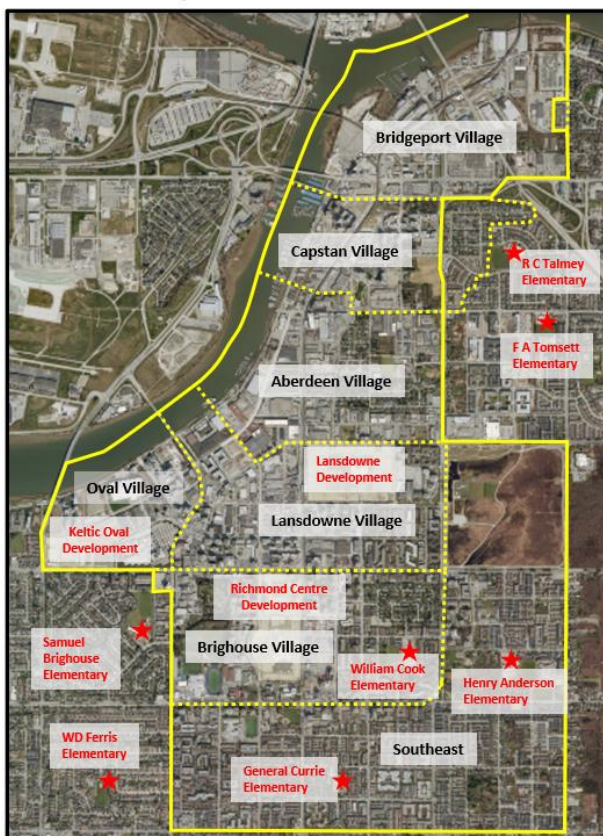 Bridgeport Village
Capstan Village
R C Talmey
Elementary
F A Tomsett
Elementary
Aberdeen Village
Lansdowne
Development
Oval Village
Lansdowne Village
Keltic Oval
Development
Richmond Centre
Development
Samuel
Brighouse
Elementary
Brighouse Village
William Cook
Elementary
Henry Anderson
Elementary
WD Ferris
Elementary
Southeast
General Currie
Elementary